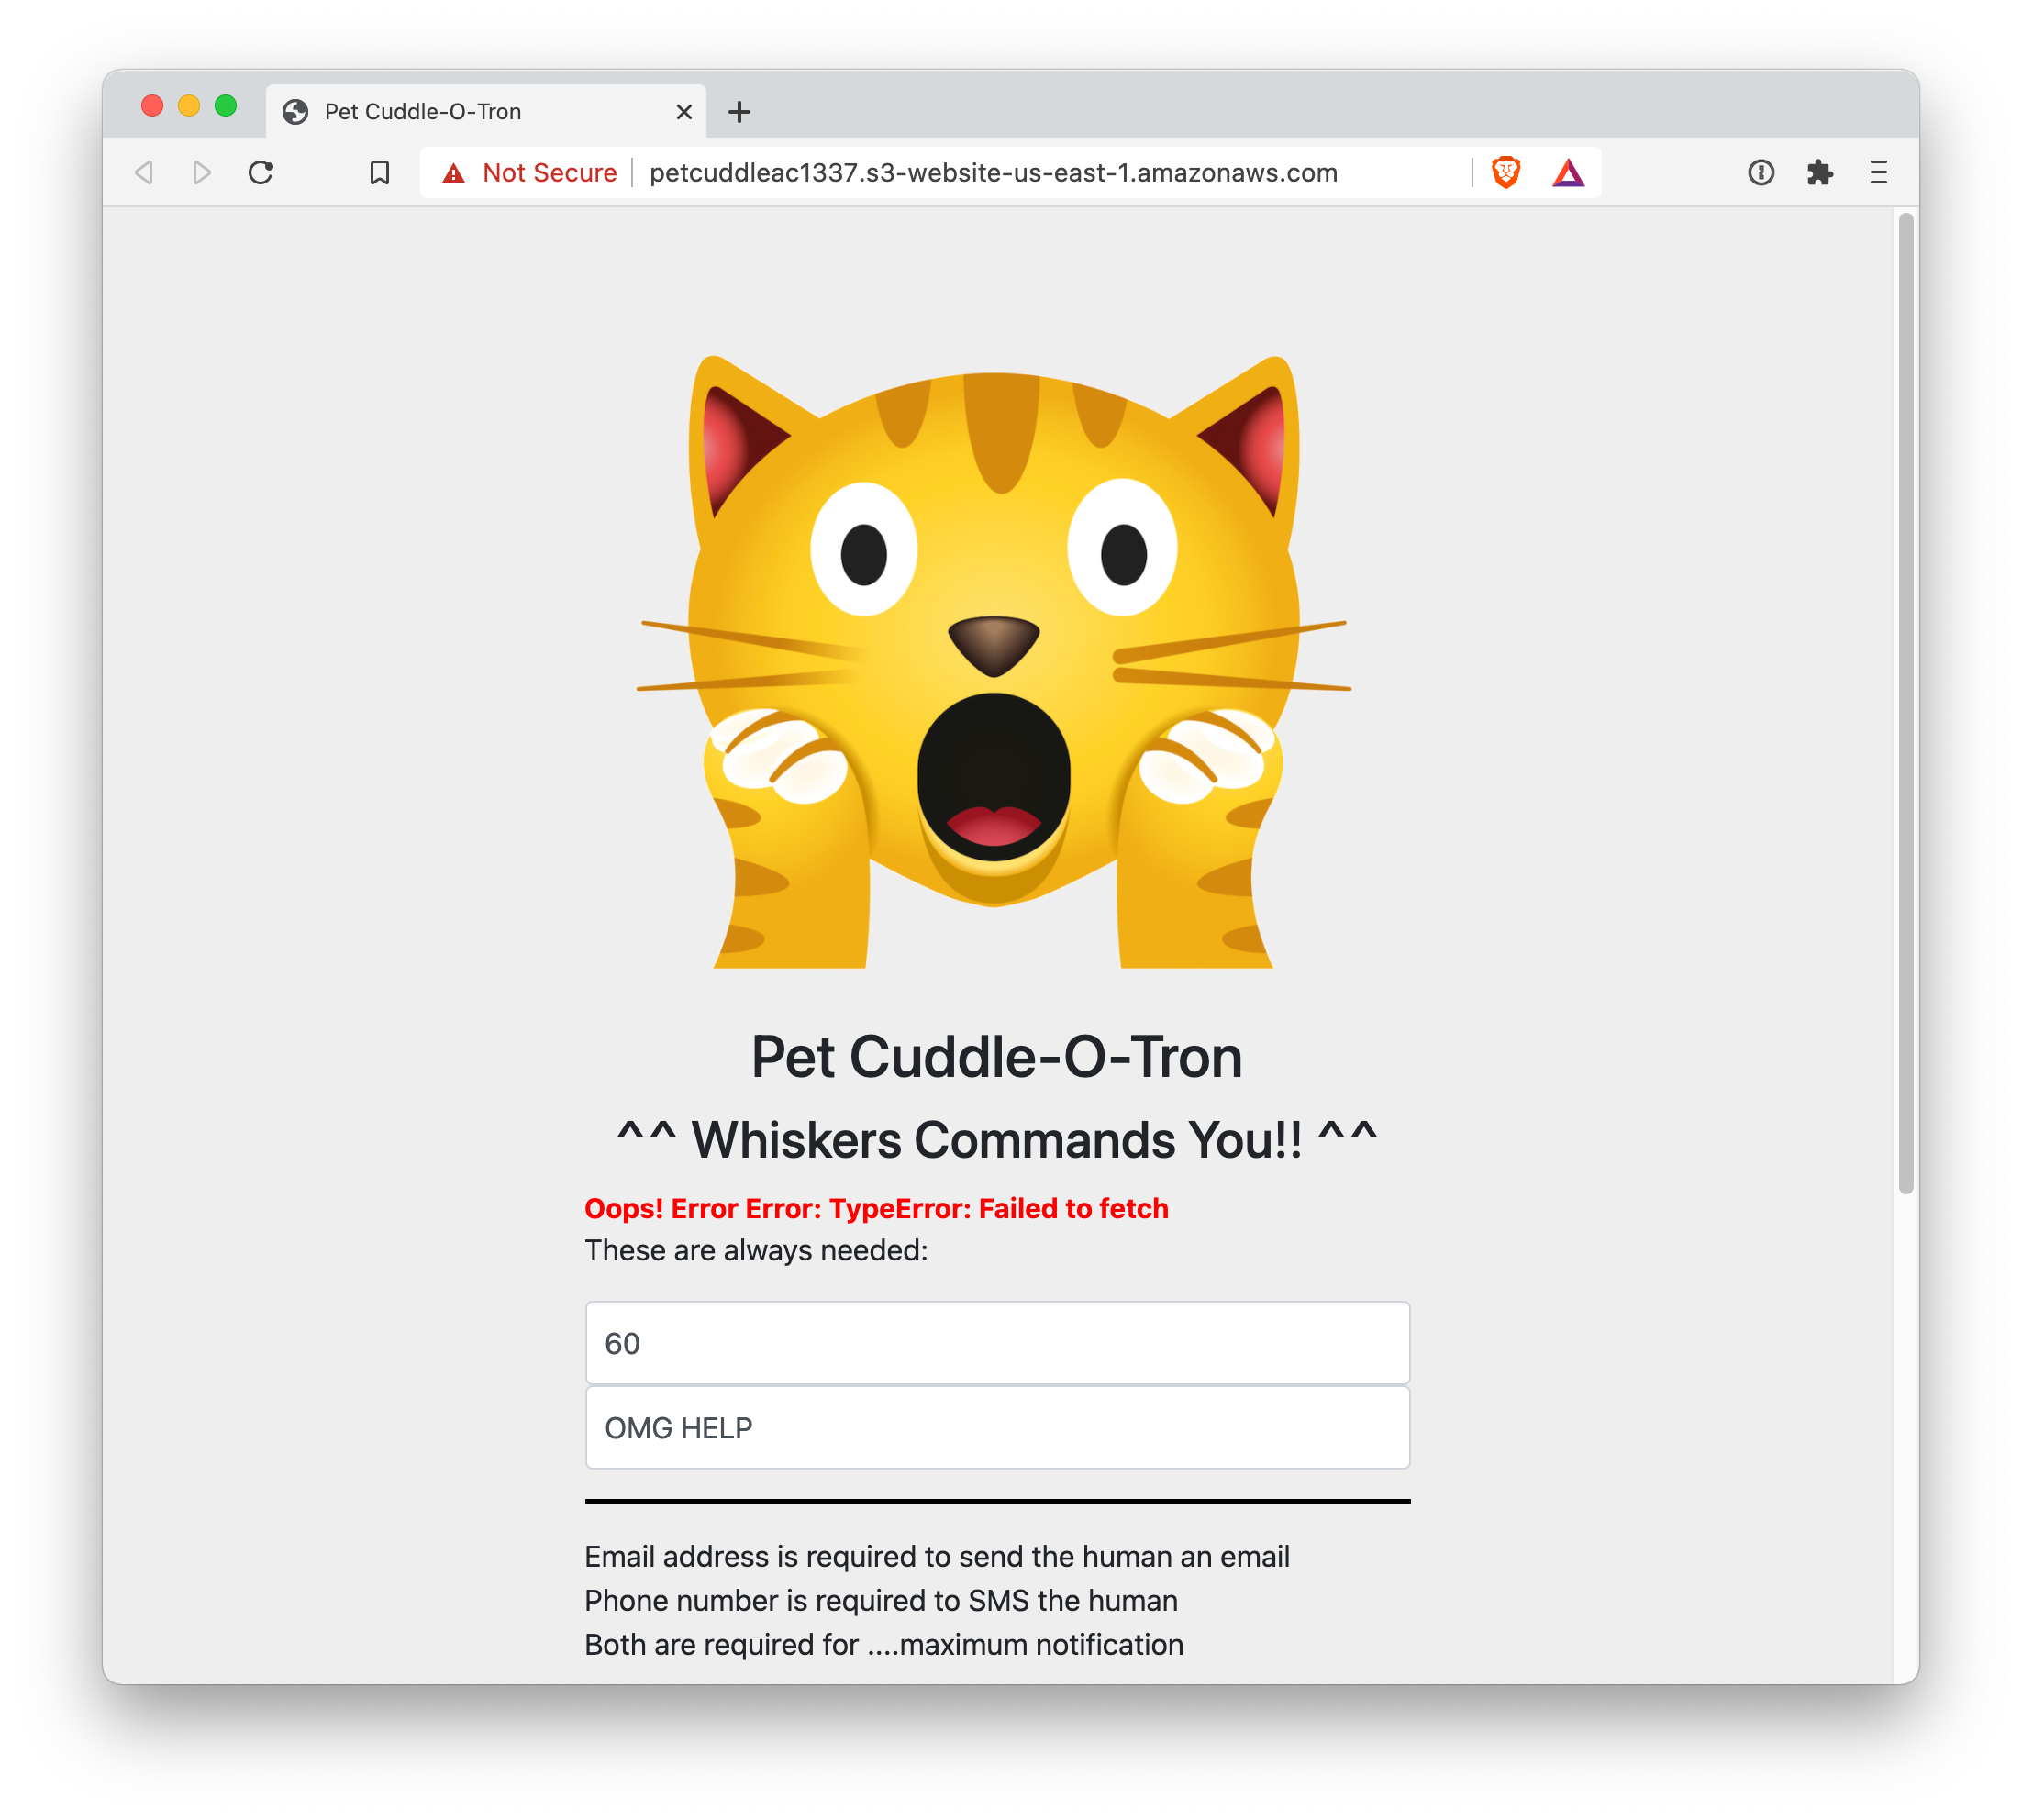 Pet Cuddle-O-Tron
Not Secure petcuddleac1337.s3-website-us-east-1.amazonaws.com
Pet Cuddle-O-Tron
^^ Whiskers Commands You!! ^^
Oops! Error Error: TypeError: Failed to fetch
These are always needed:
60
OMG HELP
Email address is required to send the human an email
Phone number is required to SMS the human
Both are required for ....maximum notification